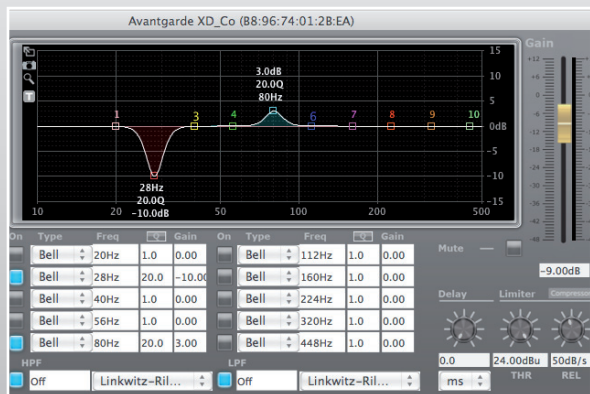 Avantgarde XD_Co (B8:96:74:01:2B:EA)
Gain
T
3.0dB
20.0Q
80Hz
1 3 4 6 7 8 9 10
28Hz
20.0Q
-10.0dB
15
10
5
0dB
-5
-10
-15
10 20 50 100 200 500
On Type Freq Q Gain On Type Freq Q Gain
Bell 20Hz 1.0 0.00 Bell 112Hz 1.0 0.00
Bell 28Hz 20.0 -10.00 Bell 160Hz 1.0 0.00
Bell 40Hz 1.0 0.00 Bell 224Hz 1.0 0.00
Bell 56Hz 1.0 0.00 Bell 320Hz 1.0 0.00
Bell 80Hz 20.0 3.00 Bell 448Hz 1.0 0.00
HPF LPF
Off Linkwitz-Ril... Off Linkwitz-Ril...
Mute
-9.00dB
Delay Limiter Compressor
0.0 24.00dBu 50dB/s
ms THR REL